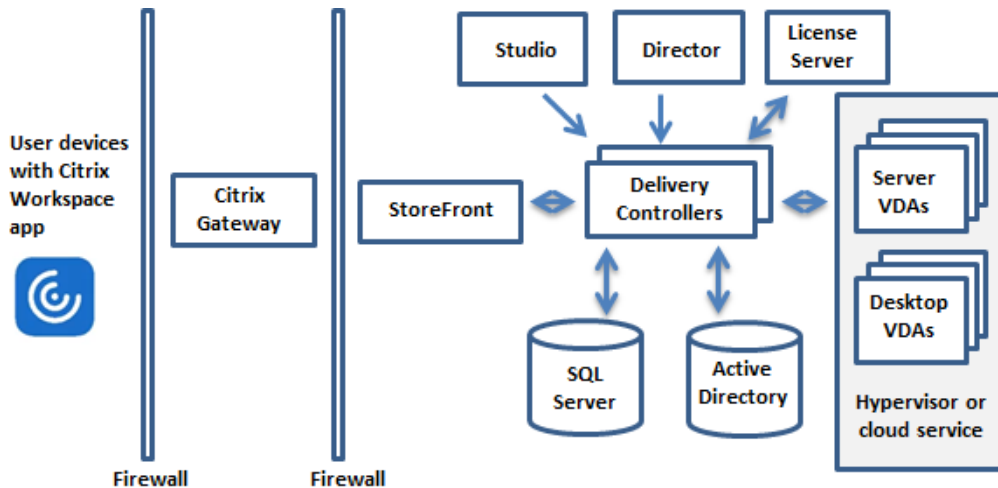 User devices
with Citrix
Workspace
app
Firewall
Citrix
Gateway
Firewall
StoreFront
Studio
Director
License
Server
Delivery
Controllers
SQL
Server
Active
Directory
Server
VDAs
Desktop
VDAs
Hypervisor or
cloud service